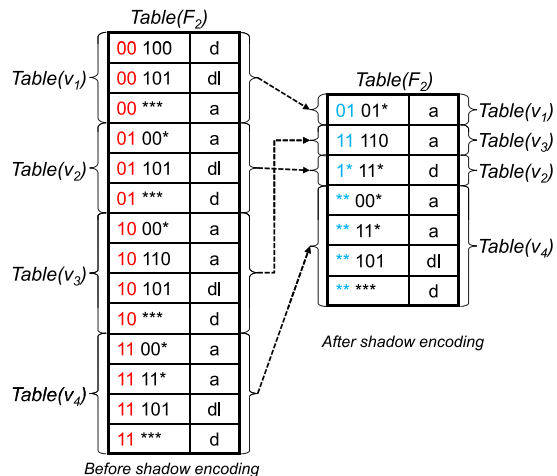 Table(F2)
00 100 d
00 101 dl
00 *** a
01 00* a
01 101 dl
01 *** d
10 00* a
10 110 a
10 101 dl
10 *** d
11 00* a
11 11* a
11 101 dl
11 *** d
Table(v1)
Table(v2)
Table(v3)
Table(v4)
Before shadow encoding
Table(F2)
01 01* a
11 110 a
1* 11* d
** 00* a
** 11* a
** 101 dl
** *** d
Table(v1)
Table(v3)
Table(v2)
Table(v4)
After shadow encoding